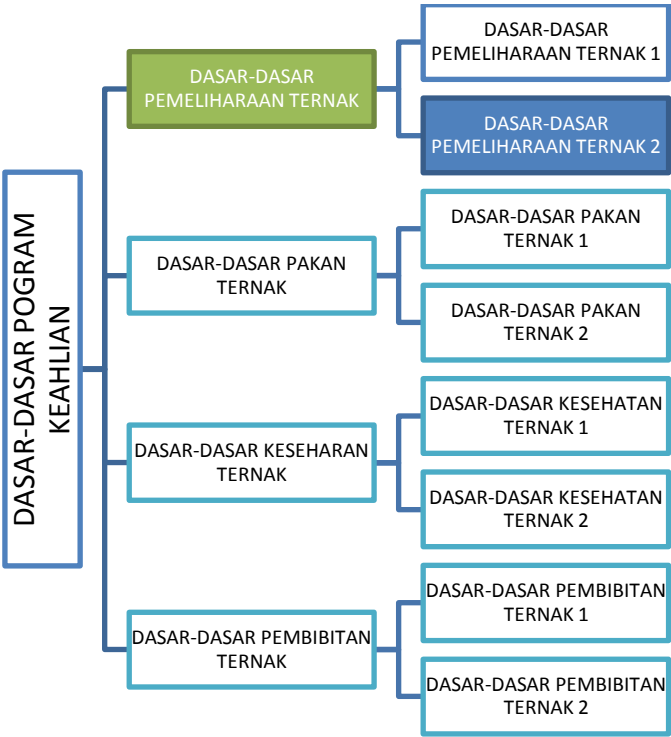 DASAR-DASAR POGRAM
KEAHLIAN
DASAR-DASAR
PEMELIHARAAN TERNAK
DASAR-DASAR
PEMELIHARAAN TERNAK 1
DASAR-DASAR
PEMELIHARAAN TERNAK 2
DASAR-DASAR PAKAN
TERNAK
DASAR-DASAR PAKAN
TERNAK 1
DASAR-DASAR PAKAN
TERNAK 2
DASAR-DASAR KESEHARAN
TERNAK
DASAR-DASAR KESEHATAN
TERNAK 1
DASAR-DASAR KESEHATAN
TERNAK 2
DASAR-DASAR PEMBIBITAN
TERNAK
DASAR-DASAR PEMBIBITAN
TERNAK 1
DASAR-DASAR PEMBIBITAN
TERNAK 2